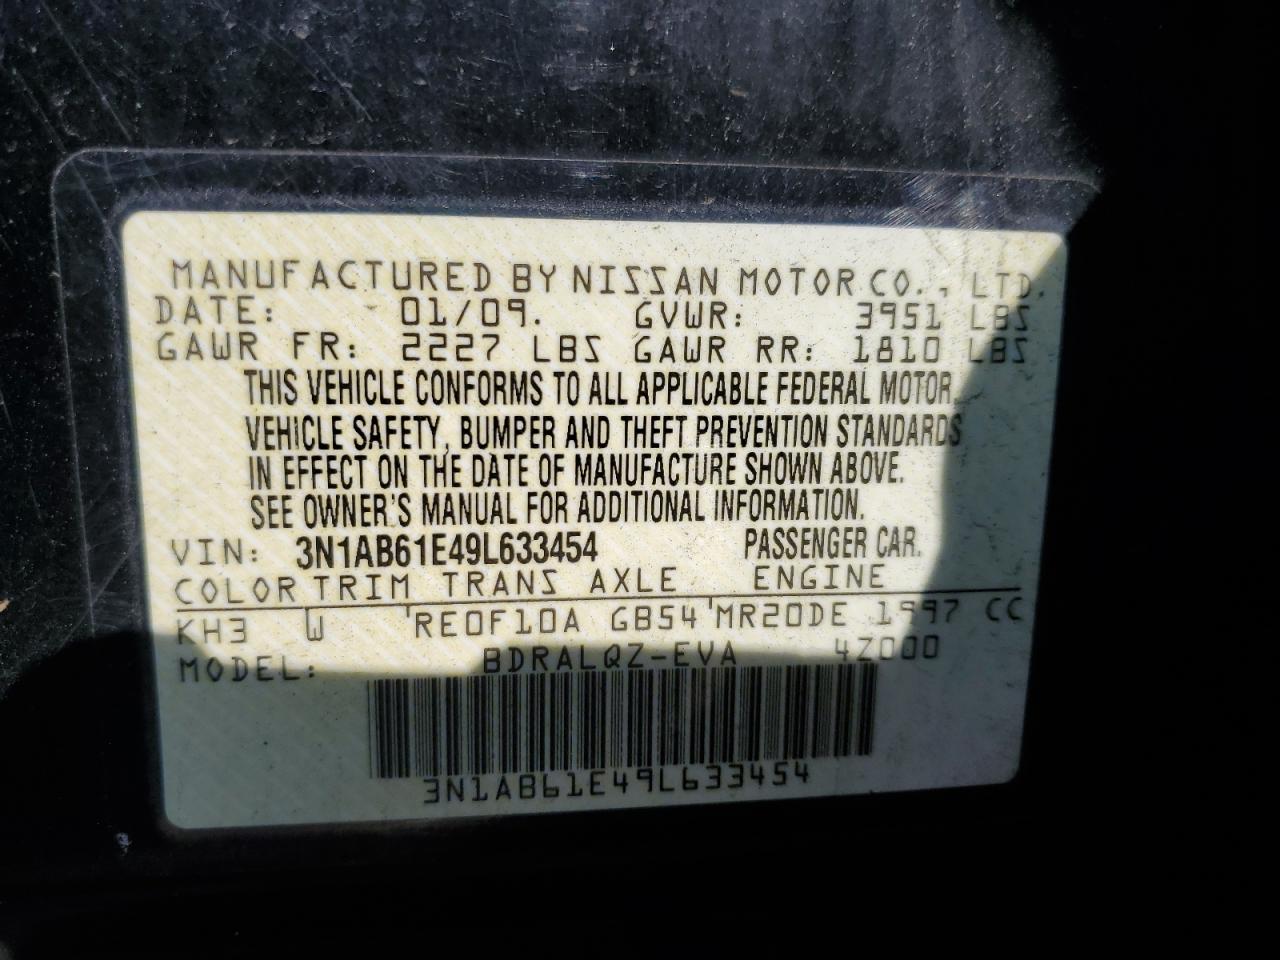 MANUFACTURED BY NISSAN MOTOR CO., LTD.
DATE: 01/09. GVWR: 3951 LBS
GAWR FR: 2227 LBS GAWR RR: 1810 LBS
THIS VEHICLE CONFORMS TO ALL APPLICABLE FEDERAL MOTOR
VEHICLE SAFETY, BUMPER AND THEFT PREVENTION STANDARDS
IN EFFECT ON THE DATE OF MANUFACTURE SHOWN ABOVE.
SEE OWNER'S MANUAL FOR ADDITIONAL INFORMATION.
VIN: 3N1AB61E49L633454 PASSENGER CAR.
COLOR TRIM TRANS AXLE ENGINE
KH3 W RE0F10A GB54 MR20DE 1997 CC
MODEL: BDRALQZ-EVA 4Z000
3N1AB61E49L633454